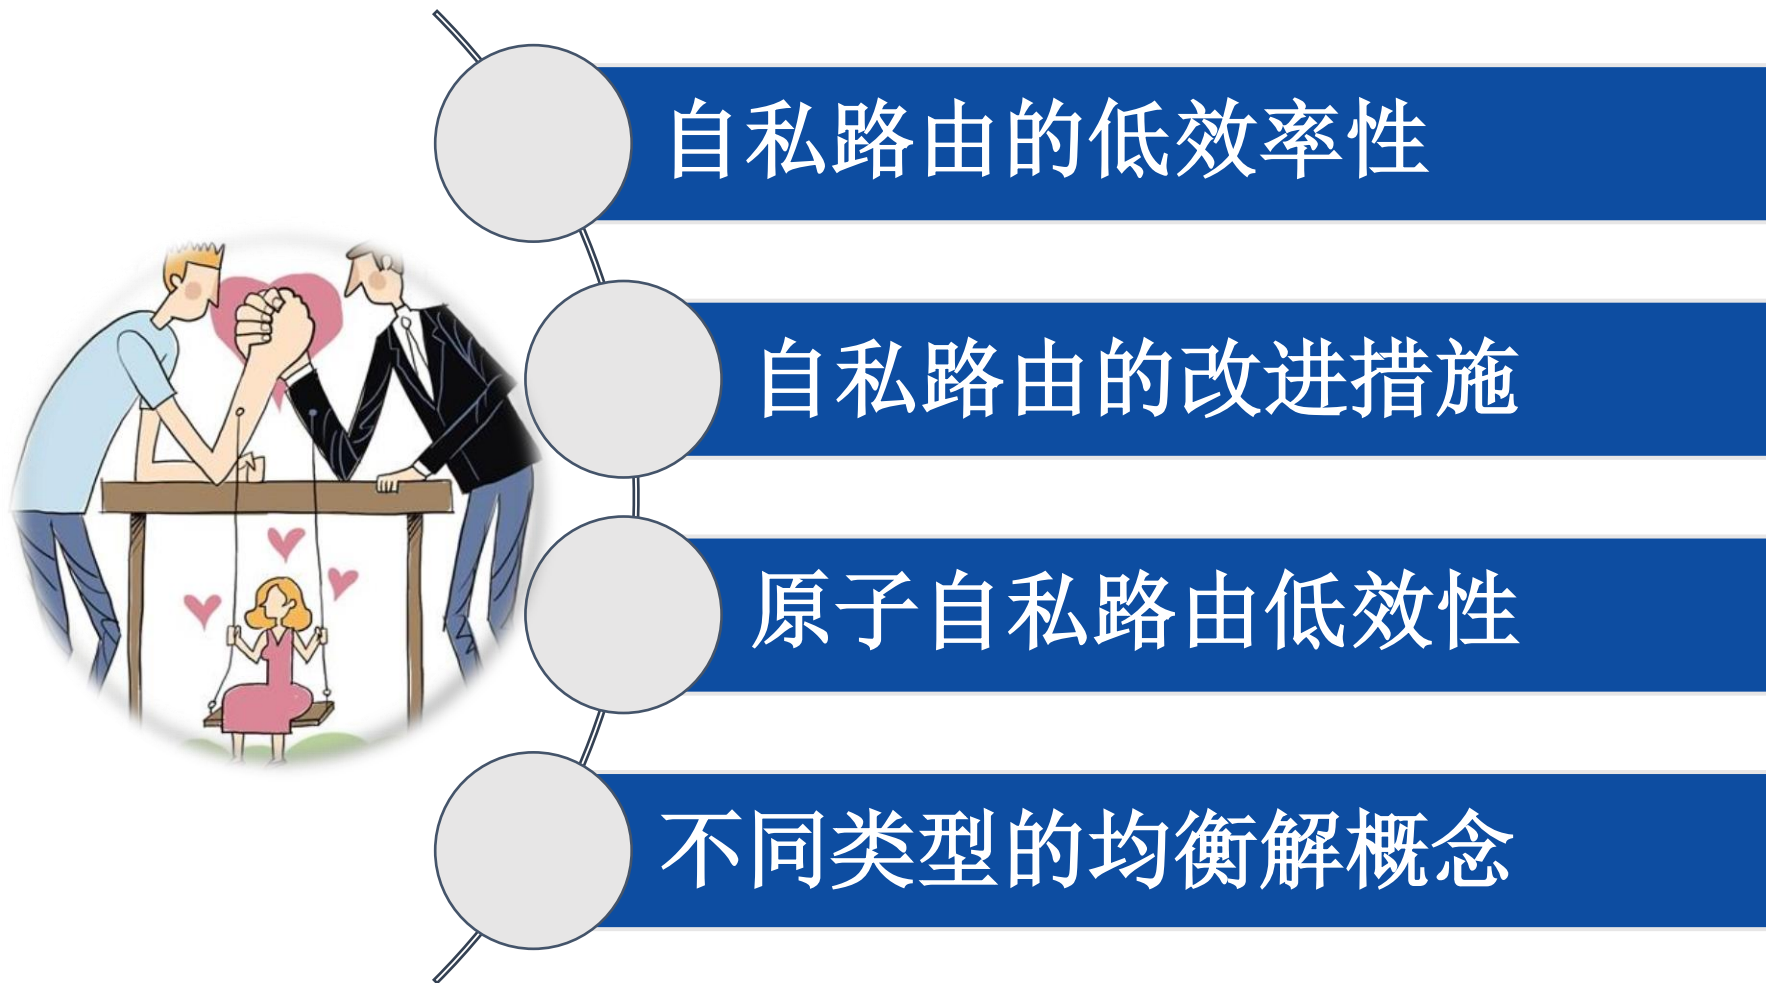 自私路由的低效率性
自私路由的改进措施
原子自私路由低效性
不同类型的均衡解概念